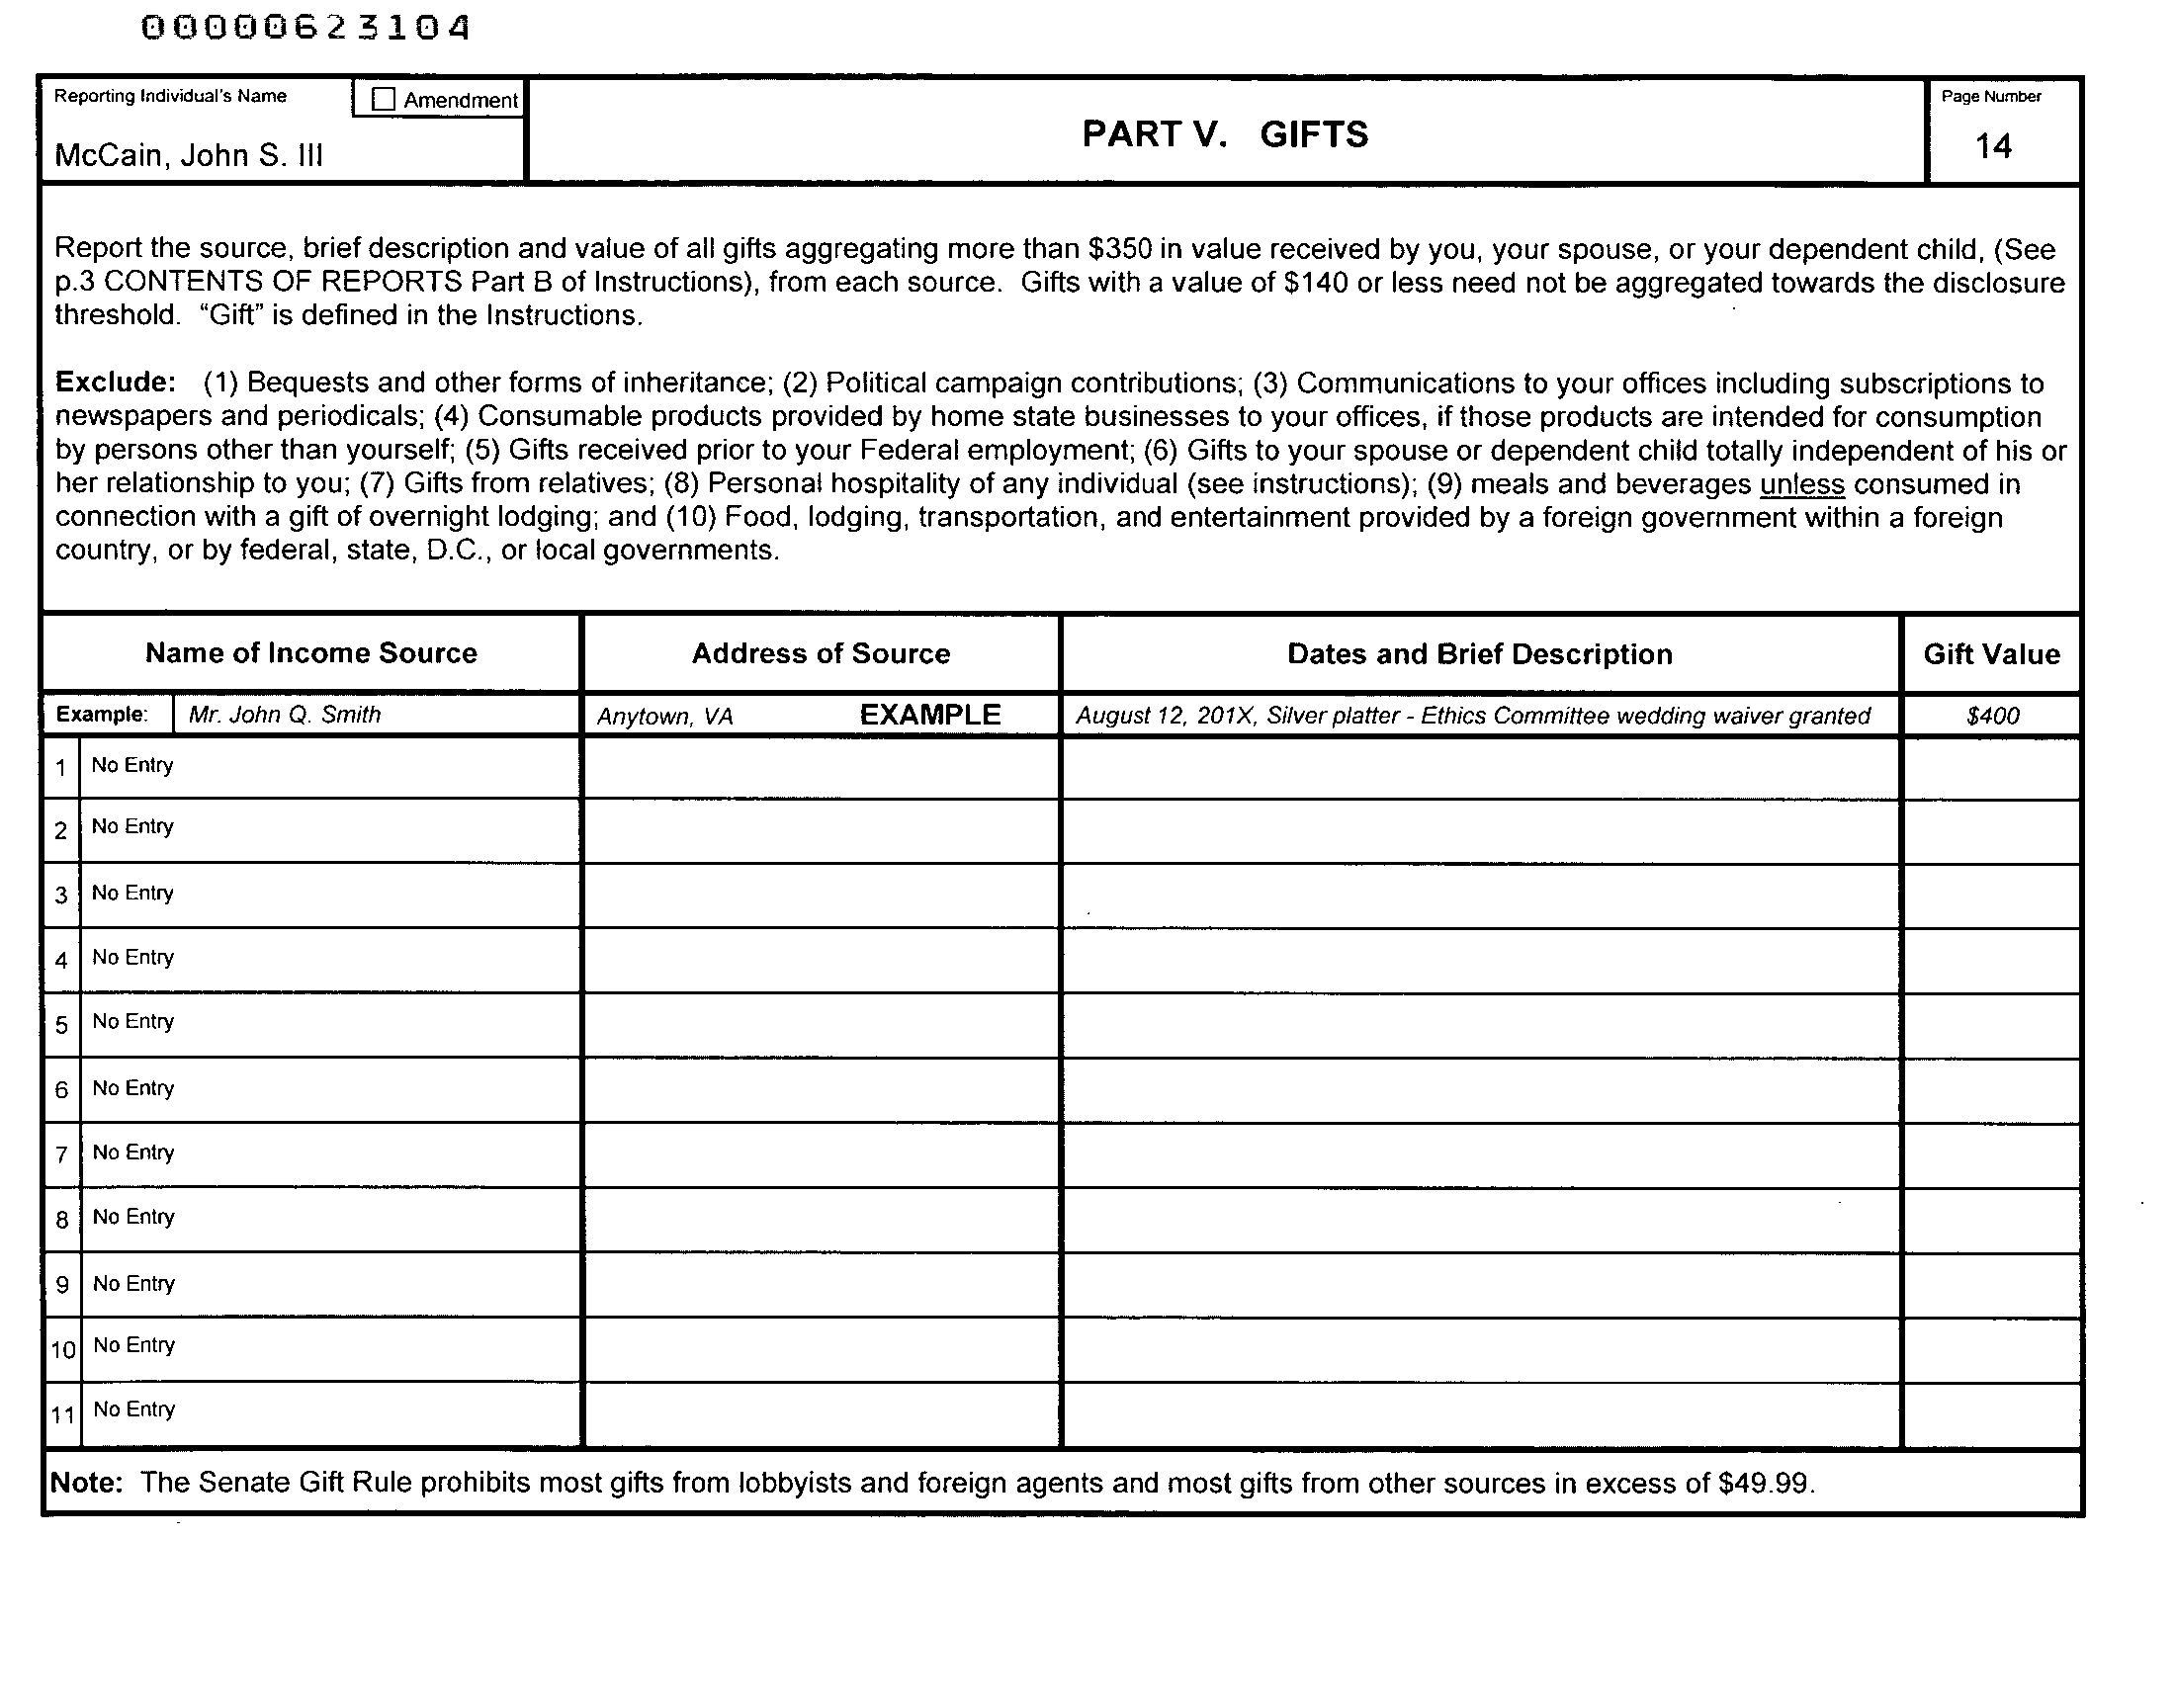 00000623104
Reporting Individual's Name
Amendment
McCain, John S. III
PART V. GIFTS
Page Number
14
Report the source, brief description and value of all gifts aggregating more than $350 in value received by you, your spouse, or your dependent child, (See
p.3 CONTENTS OF REPORTS Part B of Instructions), from each source. Gifts with a value of $140 or less need not be aggregated towards the disclosure
threshold. “Gift” is defined in the Instructions.
Exclude: (1) Bequests and other forms of inheritance; (2) Political campaign contributions; (3) Communications to your offices including subscriptions to
newspapers and periodicals; (4) Consumable products provided by home state businesses to your offices, if those products are intended for consumption
by persons other than yourself; (5) Gifts received prior to your Federal employment; (6) Gifts to your spouse or dependent child totally independent of his or
her relationship to you; (7) Gifts from relatives; (8) Personal hospitality of any individual (see instructions); (9) meals and beverages unless consumed in
connection with a gift of overnight lodging; and (10) Food, lodging, transportation, and entertainment provided by a foreign government within a foreign
country, or by federal, state, D.C., or local governments.
Name of Income Source Address of Source Dates and Brief Description Gift Value
Example: Mr. John Q. Smith Anytown, VA EXAMPLE August 12, 201X, Silver platter - Ethics Committee wedding waiver granted $400
1 No Entry
2 No Entry
3 No Entry
4 No Entry
5 No Entry
6 No Entry
7 No Entry
8 No Entry
9 No Entry
10 No Entry
11 No Entry
Note: The Senate Gift Rule prohibits most gifts from lobbyists and foreign agents and most gifts from other sources in excess of $49.99.